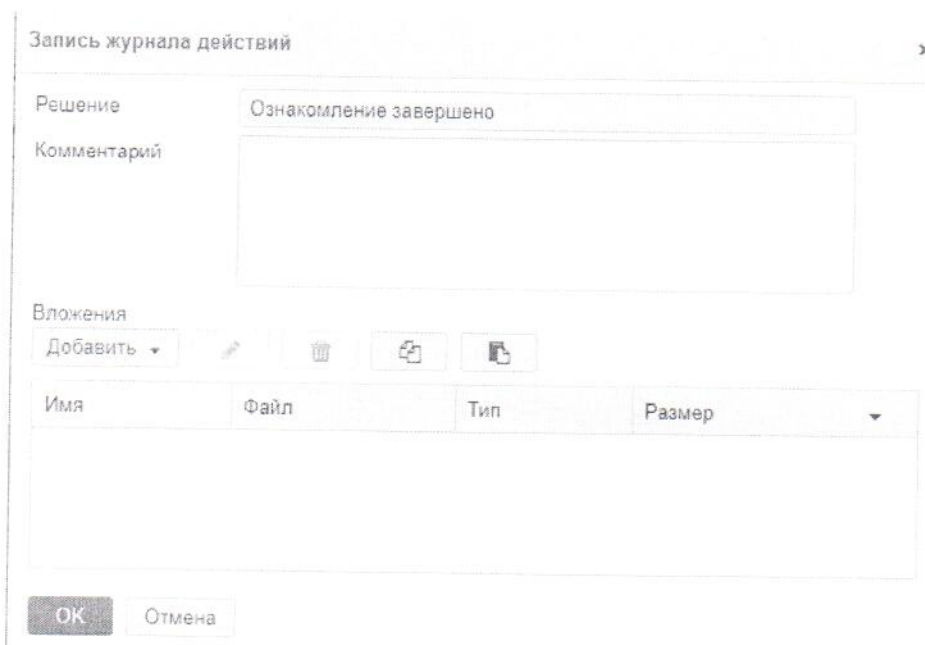 Запись журнала действий
Решение
Ознакомление завершено
Комментарий
Вложения
Добавить
Имя Файл Тип Размер
OK Отмена